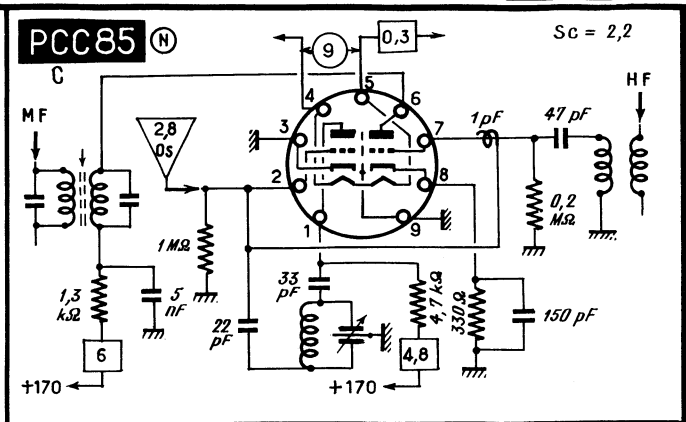 PCC85 N
C
Sc = 2,2
9
0,3
MF
HF
2,8
Os
4
5
6
3
7
2
8
1
9
1pF
47 pF
0,2
MΩ
1 MΩ
33
pF
22
pF
4,7 kΩ
330Ω
150 pF
1,3
kΩ
5
nF
6
4,8
+170
+170